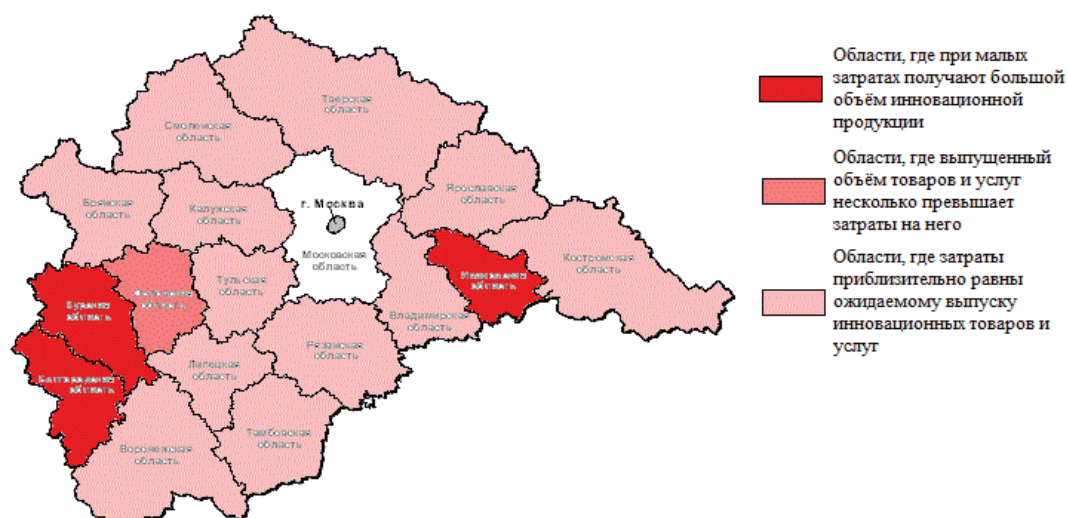 Тверская
область
Смоленская
область
Ярославская
область
Брянская
область
Калужская
область
г. Москва
Московская
область
Костромская
область
Тульская
область
Владимирская
область
Рязанская
область
Липецкая
область
Тамбовская
область
Воронежская
область
Области, где при малых
затратах получают большой
объём инновационной
продукции
Области, где выпущенный
объём товаров и услуг
несколько превышает
затраты на него
Области, где затраты
приблизительно равны
ожидаемому выпуску
инновационных товаров и
услуг